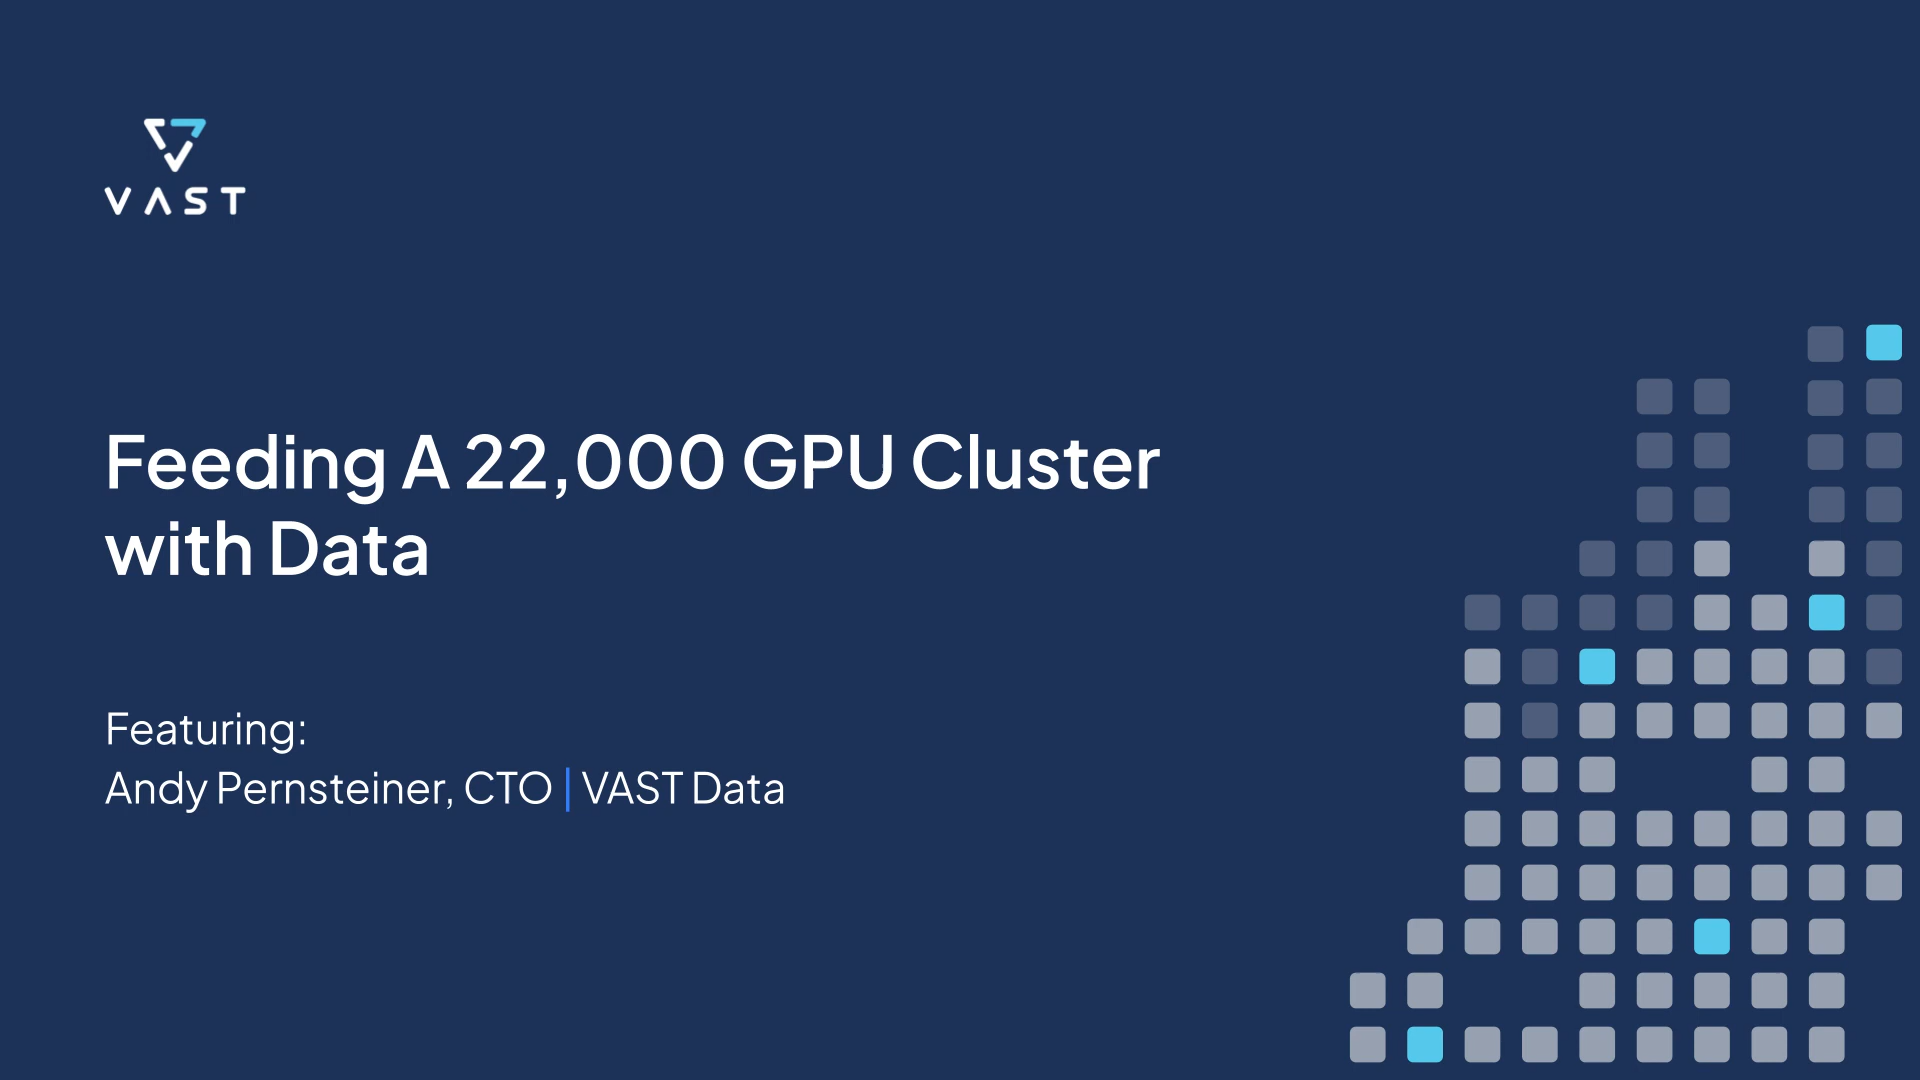 VAST
Feeding A 22,000 GPU Cluster
with Data
Featuring:
Andy Pernsteiner, CTO | VAST Data